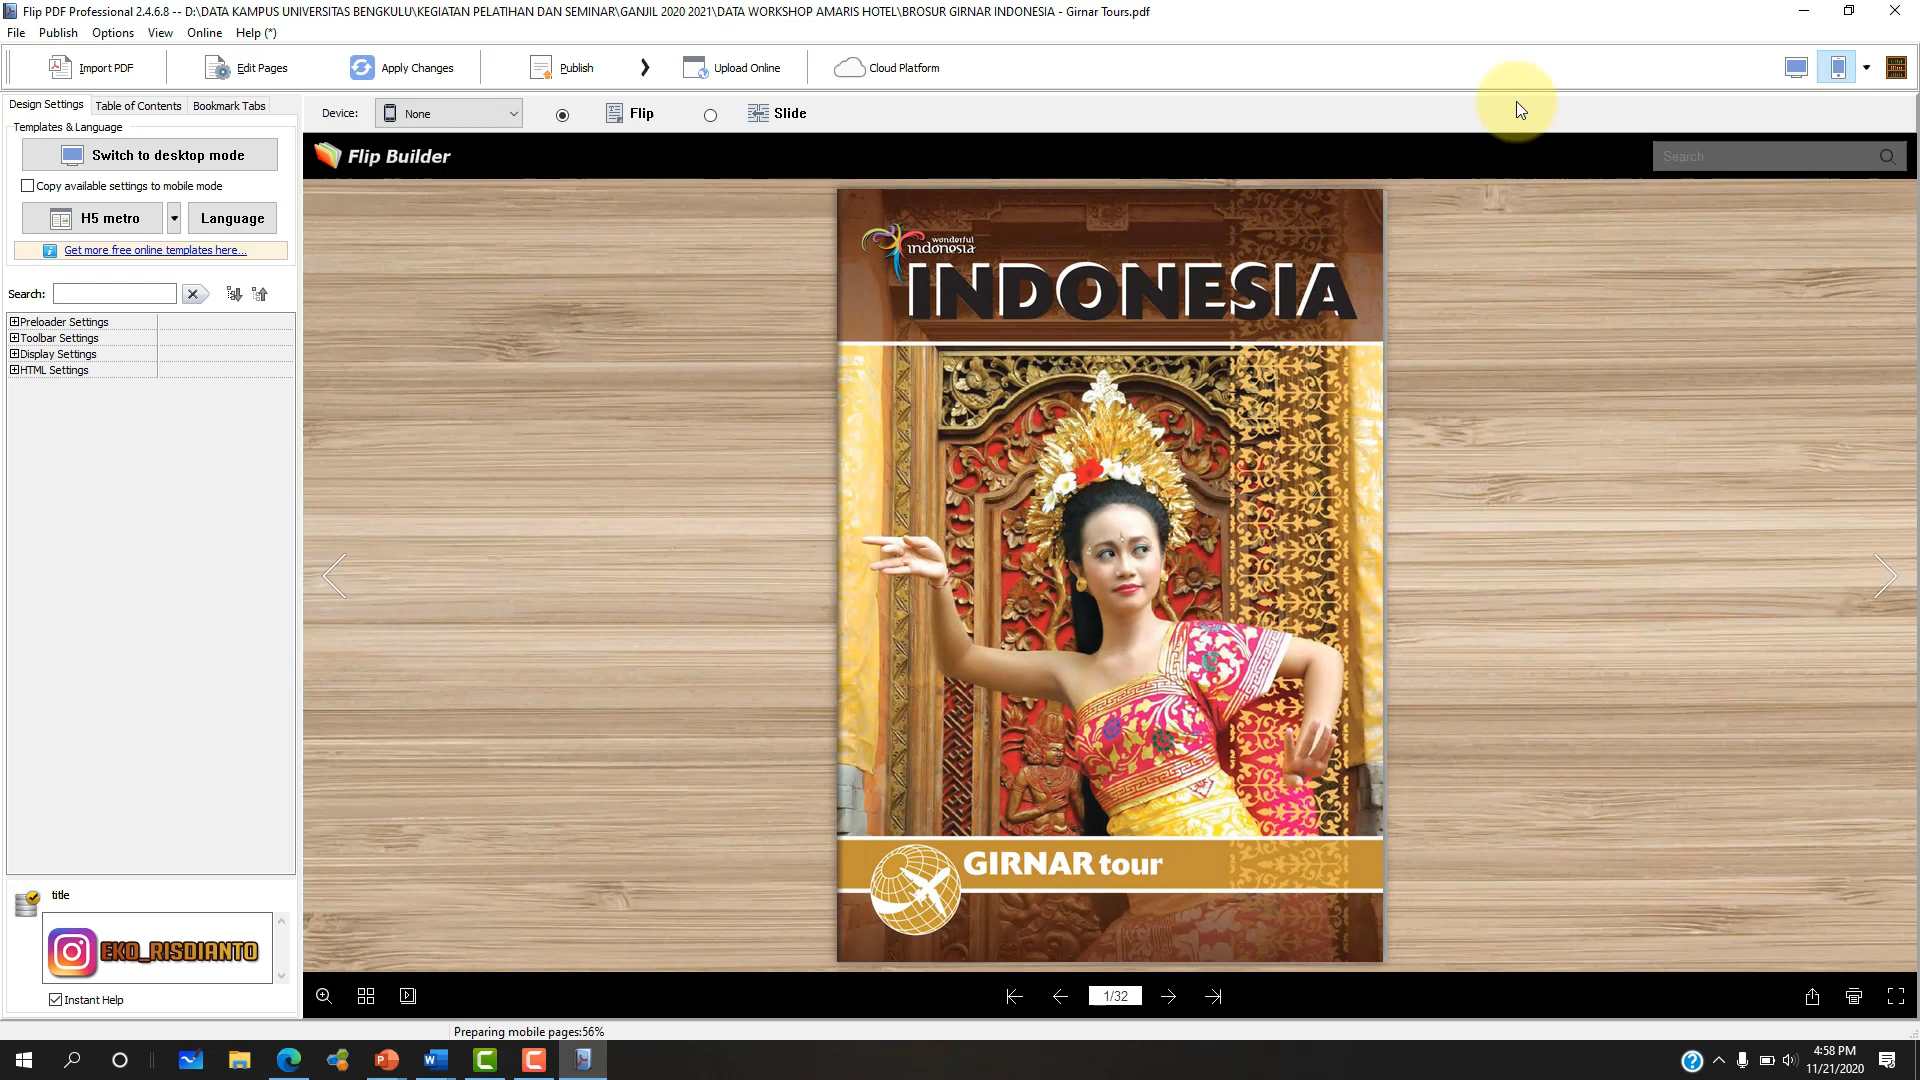 Flip PDF Professional 2.4.6.8 -- D:\DATA KAMPUS UNIVERSITAS BENGKULU\KEGIATAN PELATIHAN DAN SEMINAR\GANJIL 2020 2021\DATA WORKSHOP AMARIS HOTEL\BROSUR GIRNAR INDONESIA - Girnar Tours.pdf
File Publish Options View Online Help (*)
Import PDF Edit Pages Apply Changes Publish Upload Online Cloud Platform
Design Settings Table of Contents Bookmark Tabs
Device: None Flip Slide
Templates & Language
Switch to desktop mode
Copy available settings to mobile mode
H5 metro Language
Get more free online templates here...
Search:
Preloader Settings
Toolbar Settings
Display Settings
HTML Settings
title
EKO_RISDIANTO
Instant Help
Flip Builder
Search
wonderful
indonesia
INDONESIA
GIRNAR tour
1/32
Preparing mobile pages:56%
4:58 PM
11/21/2020